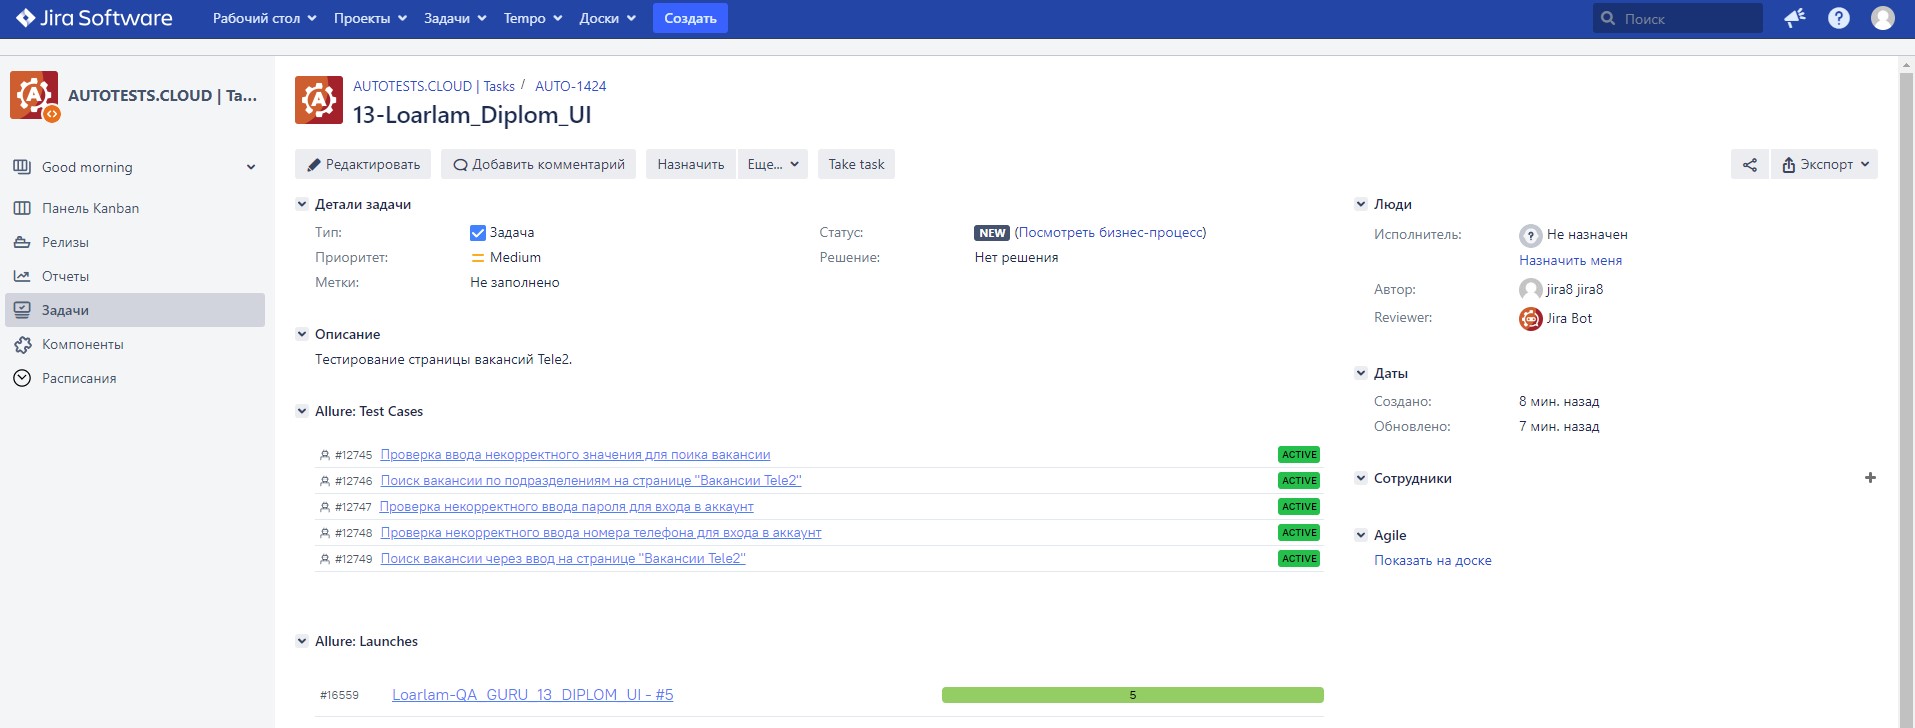 Jira Software Рабочий стол Проекты Задачи Tempo Доски Создать Поиск
AUTOTESTS.CLOUD | Ta...
Good morning
Панель Kanban
Релизы
Отчеты
Задачи
Компоненты
Расписания
AUTOTESTS.CLOUD | Tasks / AUTO-1424
13-Loarlam_Diplom_UI
Редактировать Добавить комментарий Назначить Еще... Take task Экспорт
Детали задачи
Тип: Задача Статус: NEW (Посмотреть бизнес-процесс)
Приоритет: Medium Решение: Нет решения
Метки: Не заполнено
Описание
Тестирование страницы вакансий Tele2.
Allure: Test Cases
#12745 Проверка ввода некорректного значения для поика вакансии ACTIVE
#12746 Поиск вакансии по подразделениям на странице "Вакансии Tele2" ACTIVE
#12747 Проверка некорректного ввода пароля для входа в аккаунт ACTIVE
#12748 Проверка некорректного ввода номера телефона для входа в аккаунт ACTIVE
#12749 Поиск вакансии через ввод на странице "Вакансии Tele2" ACTIVE
Allure: Launches
#16559 Loarlam-QA_GURU_13_DIPLOM_UI - #5 5
Люди
Исполнитель: Не назначен
Назначить меня
Автор: jira8 jira8
Reviewer: Jira Bot
Даты
Создано: 8 мин. назад
Обновлено: 7 мин. назад
Сотрудники
Agile
Показать на доске